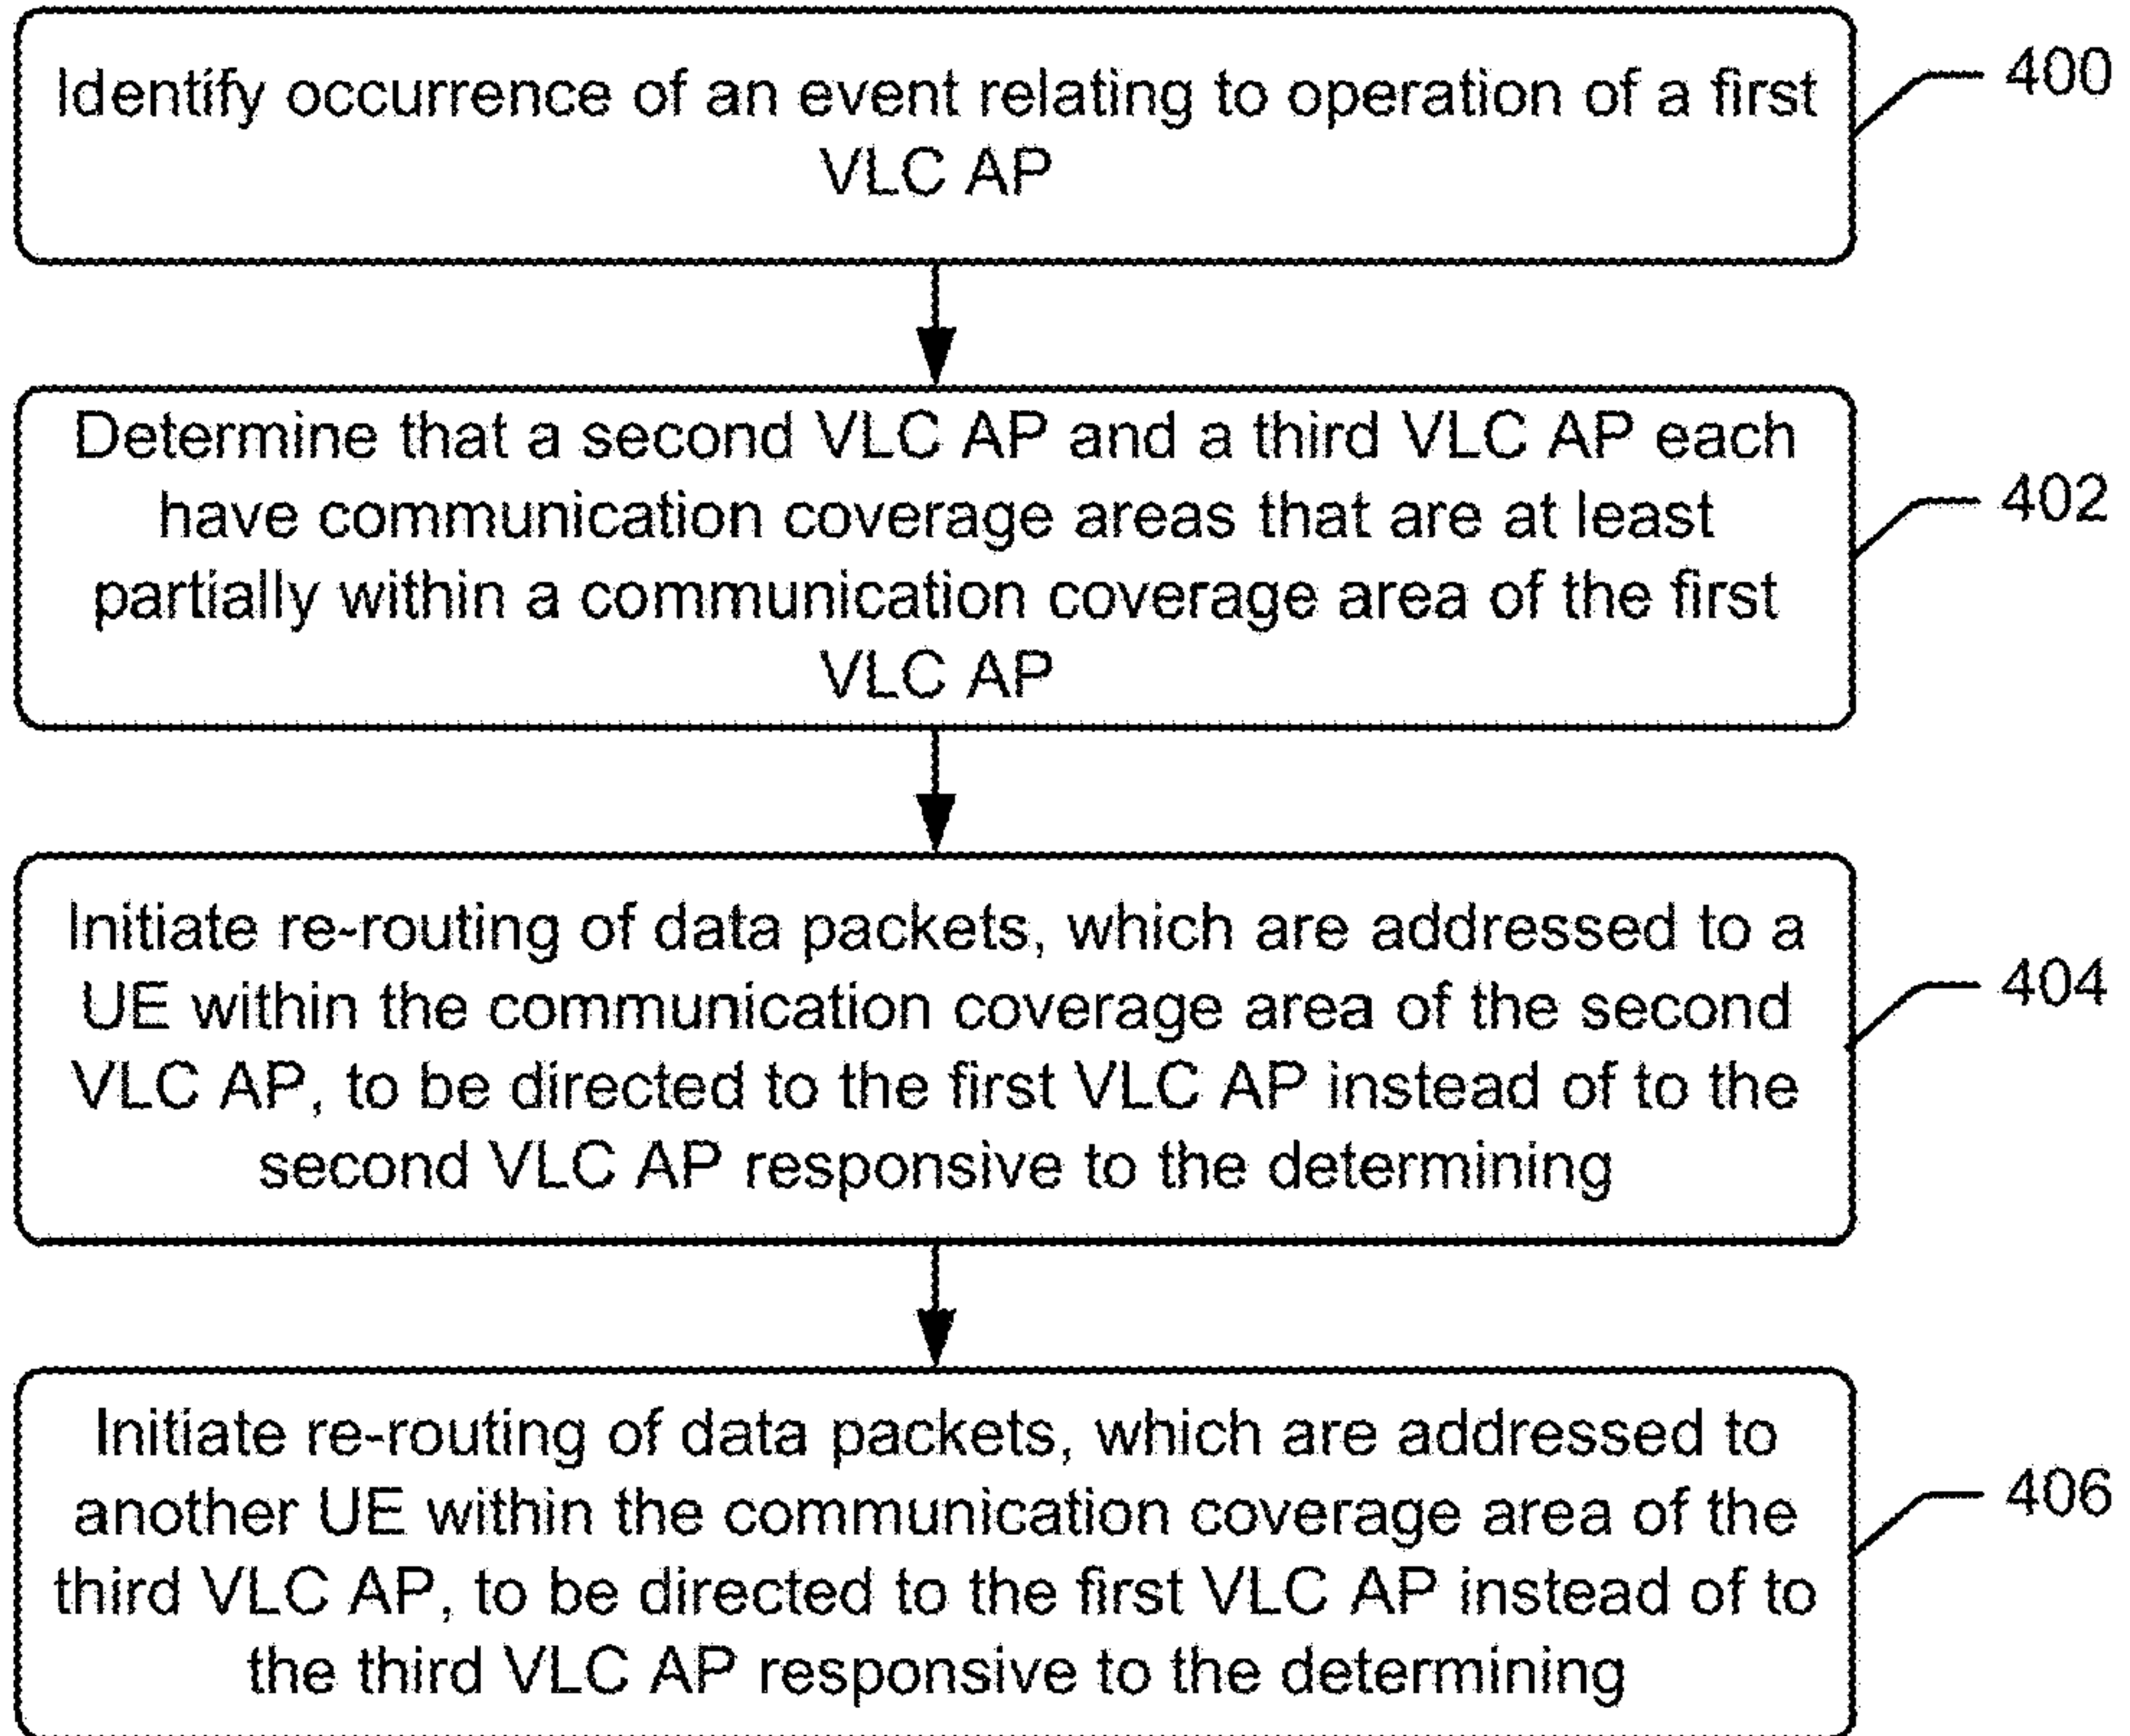 Identify occurrence of an event relating to operation of a first
VLC AP
400
Determine that a second VLC AP and a third VLC AP each
have communication coverage areas that are at least
partially within a communication coverage area of the first
VLC AP
402
Initiate re-routing of data packets, which are addressed to a
UE within the communication coverage area of the second
VLC AP, to be directed to the first VLC AP instead of to the
second VLC AP responsive to the determining
404
Initiate re-routing of data packets, which are addressed to
another UE within the communication coverage area of the
third VLC AP, to be directed to the first VLC AP instead of to
the third VLC AP responsive to the determining
406